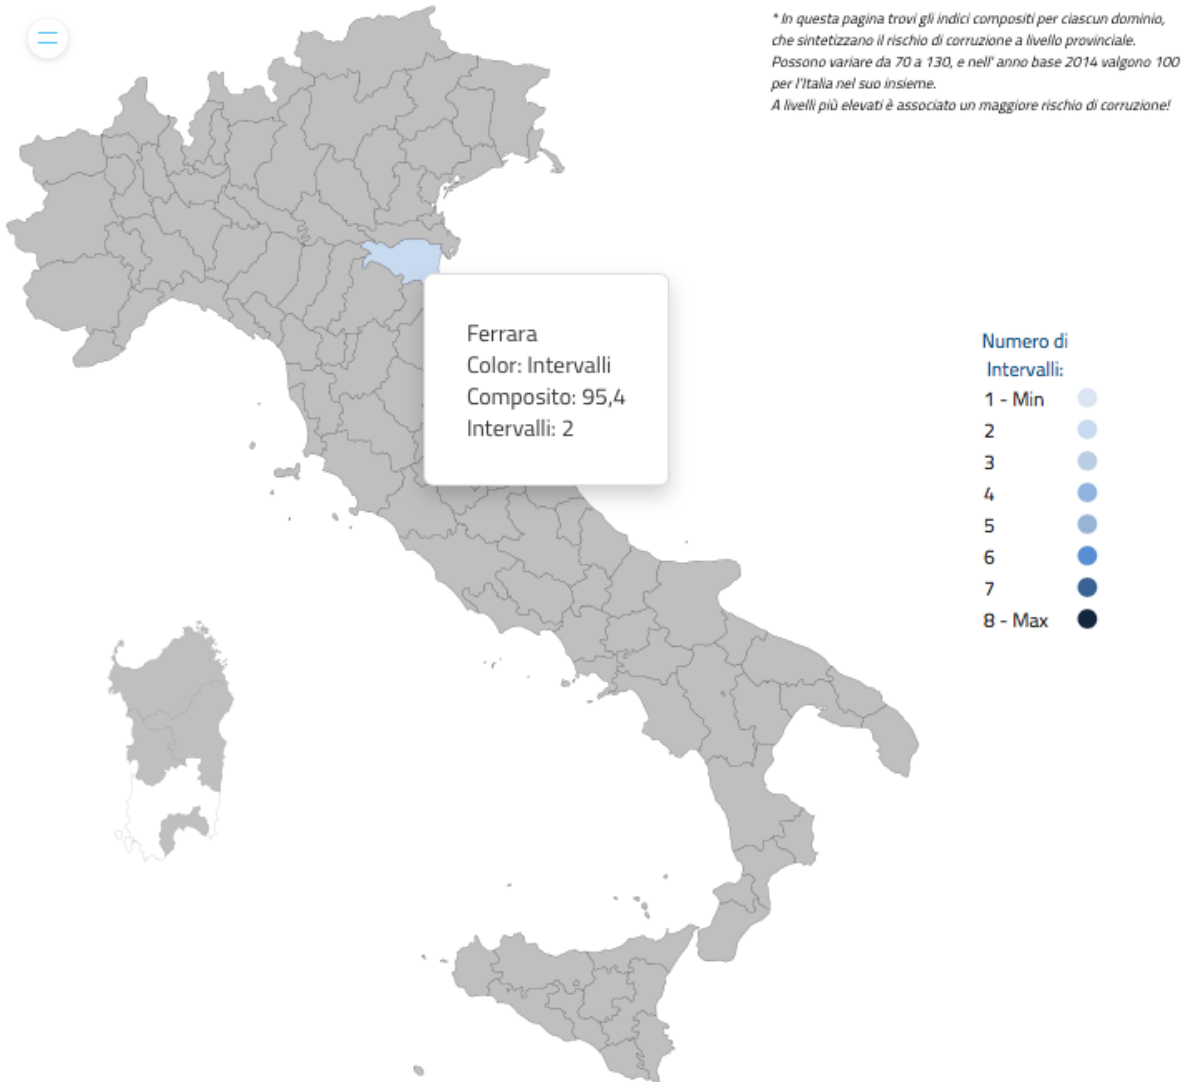 * In questa pagina trovi gli indici compositi per ciascun dominio,
che sintetizzano il rischio di corruzione a livello provinciale.
Possono variare da 70 a 130, e nell' anno base 2014 valgono 100
per l'Italia nel suo insieme.
A livelli più elevati è associato un maggiore rischio di corruzione!
Ferrara
Color: Intervalli
Composito: 95,4
Intervalli: 2
Numero di
Intervalli:
1 - Min
2
3
4
5
6
7
8 - Max